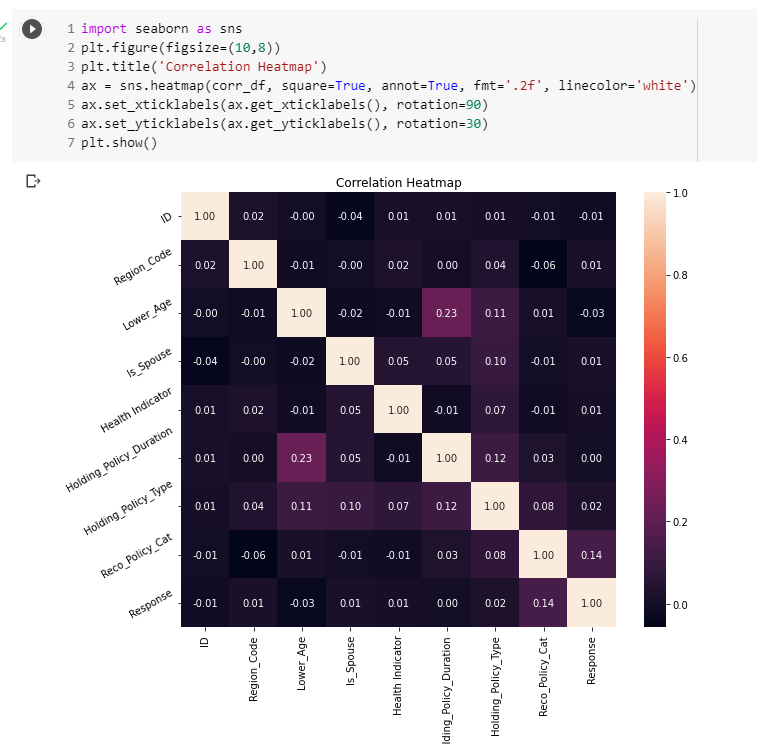 1 import seaborn as sns
2 plt.figure(figsize=(10,8))
3 plt.title('Correlation Heatmap')
4 ax = sns.heatmap(corr_df, square=True, annot=True, fmt='.2f', linecolor='white')
5 ax.set_xticklabels(ax.get_xticklabels(), rotation=90)
6 ax.set_yticklabels(ax.get_yticklabels(), rotation=30)
7 plt.show()
Correlation Heatmap
ID 1.00 0.02 -0.00 -0.04 0.01 0.01 0.01 -0.01 -0.01
Region_Code 0.02 1.00 -0.01 -0.00 0.02 0.00 0.04 -0.06 0.01
Lower_Age -0.00 -0.01 1.00 -0.02 -0.01 0.23 0.11 0.01 -0.03
Is_Spouse -0.04 -0.00 -0.02 1.00 0.05 0.05 0.10 -0.01 0.01
Health Indicator 0.01 0.02 -0.01 0.05 1.00 -0.01 0.07 -0.01 0.01
Holding_Policy_Duration 0.01 0.00 0.23 0.05 -0.01 1.00 0.12 0.03 0.00
Holding_Policy_Type 0.01 0.04 0.11 0.10 0.07 0.12 1.00 0.08 0.02
Reco_Policy_Cat -0.01 -0.06 0.01 -0.01 -0.01 0.03 0.08 1.00 0.14
Response -0.01 0.01 -0.03 0.01 0.01 0.00 0.02 0.14 1.00
ID
Region_Code
Lower_Age
Is_Spouse
Health Indicator
lding_Policy_Duration
Holding_Policy_Type
Reco_Policy_Cat
Response
1.0
0.8
0.6
0.4
0.2
0.0